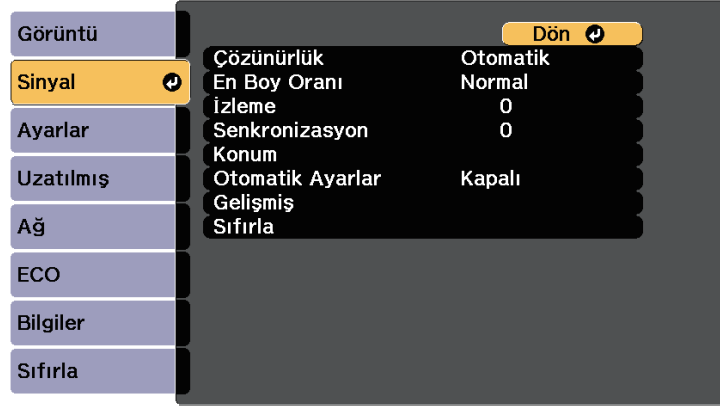 Görüntü
Sinyal
Ayarlar
Uzatılmış
Ağ
ECO
Bilgiler
Sıfırla
Dön
Çözünürlük Otomatik
En Boy Oranı Normal
İzleme 0
Senkronizasyon 0
Konum
Otomatik Ayarlar Kapalı
Gelişmiş
Sıfırla